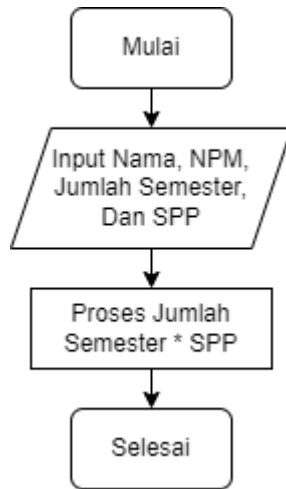 Mulai
Input Nama, NPM,
Jumlah Semester,
Dan SPP
Proses Jumlah
Semester * SPP
Selesai